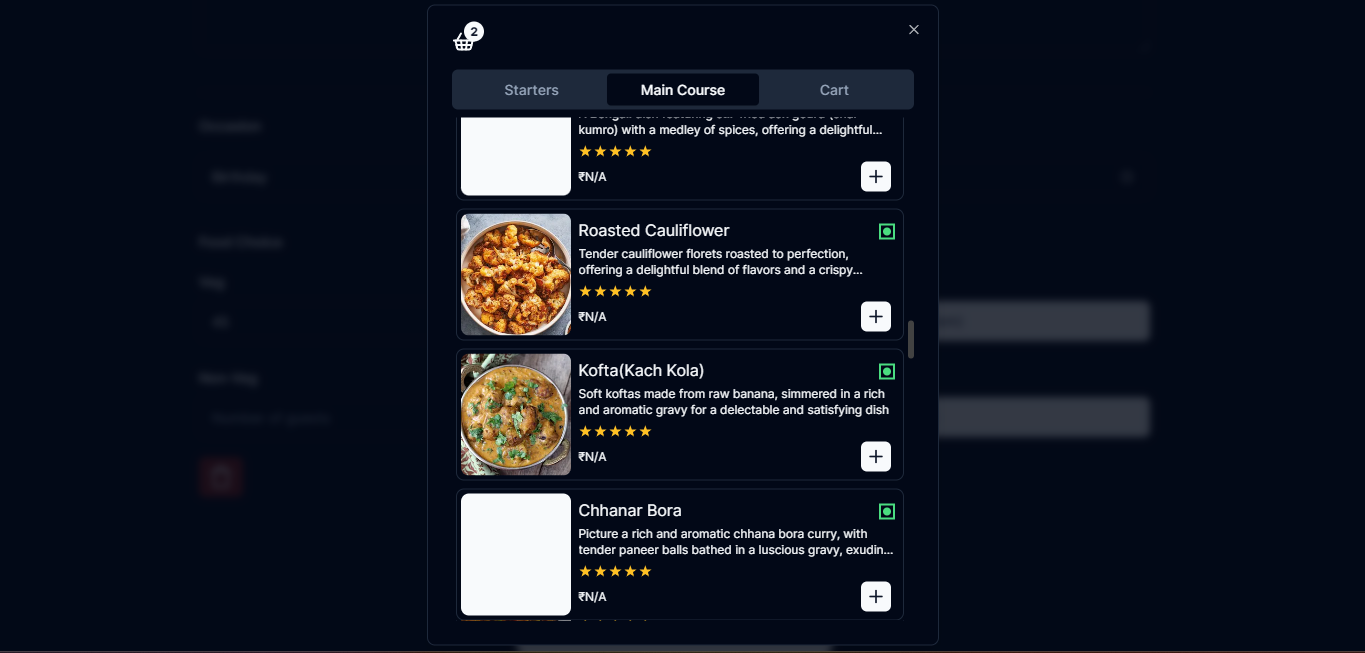 2
Starters
Main Course
Cart
kumro) with a medley of spices, offering a delightful...
₹N/A
Roasted Cauliflower
Tender cauliflower florets roasted to perfection,
offering a delightful blend of flavors and a crispy...
₹N/A
Kofta(Kach Kola)
Soft koftas made from raw banana, simmered in a rich
and aromatic gravy for a delectable and satisfying dish
₹N/A
Chhanar Bora
Picture a rich and aromatic chhana bora curry, with
tender paneer balls bathed in a luscious gravy, exudin...
₹N/A